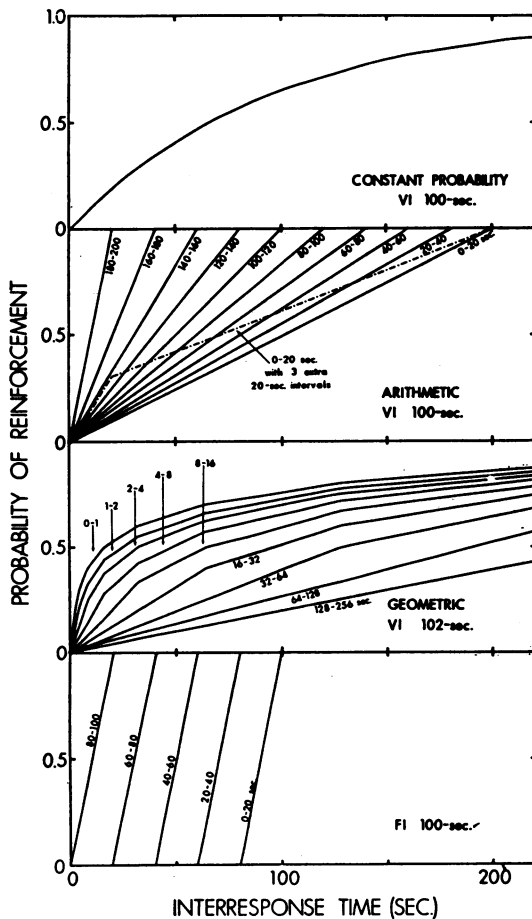 1.0
0.5
CONSTANT PROBABILITY
VI 100-sec.
0
180-200
160-180
140-160
120-140
100-120
80-100
60-80
40-60
20-40
0-20 sec
0.5
0-20 sec.
with 3 extra
20-sec. intervals
ARITHMETIC
VI 100-sec.
0
0-1
1-2
2-4
4-8
8-16
0.5
16-32
32-64
64-128
128-256 sec.
GEOMETRIC
VI 102-sec.
0
80-100
60-80
40-60
20-40
0-20 sec.
0.5
FI 100-sec.
0
0
100
200
PROBABILITY OF REINFORCEMENT
INTERRESPONSE TIME (SEC.)